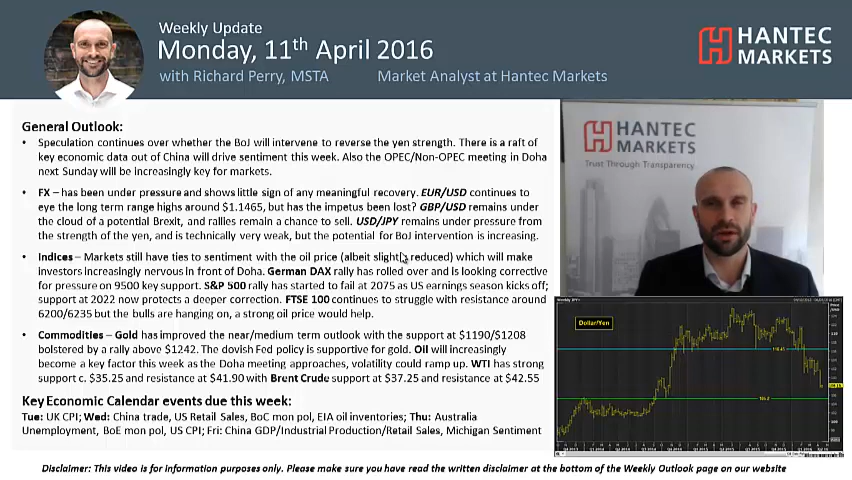 Weekly Update
Monday, 11th April 2016
with Richard Perry, MSTA Market Analyst at Hantec Markets
HANTEC
MARKETS
General Outlook:
• Speculation continues over whether the BoJ will intervene to reverse the yen strength. There is a raft of
key economic data out of China will drive sentiment this week. Also the OPEC/Non-OPEC meeting in Doha
next Sunday will be increasingly key for markets.
• FX – has been under pressure and shows little sign of any meaningful recovery. EUR/USD continues to
eye the long term range highs around $1.1465, but has the impetus been lost? GBP/USD remains under
the cloud of a potential Brexit, and rallies remain a chance to sell. USD/JPY remains under pressure from
the strength of the yen, and is technically very weak, but the potential for BoJ intervention is increasing.
• Indices – Markets still have ties to sentiment with the oil price (albeit slightly reduced) which will make
investors increasingly nervous in front of Doha. German DAX rally has rolled over and is looking corrective
for pressure on 9500 key support. S&P 500 rally has started to fail at 2075 as US earnings season kicks off;
support at 2022 now protects a deeper correction. FTSE 100 continues to struggle with resistance around
6200/6235 but the bulls are hanging on, a strong oil price would help.
• Commodities – Gold has improved the near/medium term outlook with the support at $1190/$1208
bolstered by a rally above $1242. The dovish Fed policy is supportive for gold. Oil will increasingly
become a key factor this week as the Doha meeting approaches, volatility could ramp up. WTI has strong
support c. $35.25 and resistance at $41.90 with Brent Crude support at $37.25 and resistance at $42.55
Key Economic Calendar events due this week:
Tue: UK CPI; Wed: China trade, US Retail Sales, BoC mon pol, EIA oil inventories; Thu: Australia
Unemployment, BoE mon pol, US CPI; Fri: China GDP/Industrial Production/Retail Sales, Michigan Sentiment
HANTEC
MARKETS
Trust Through Transparency
Dollar/Yen
Disclaimer: This video is for information purposes only. Please make sure you have read the written disclaimer at the bottom of the Weekly Outlook page on our website